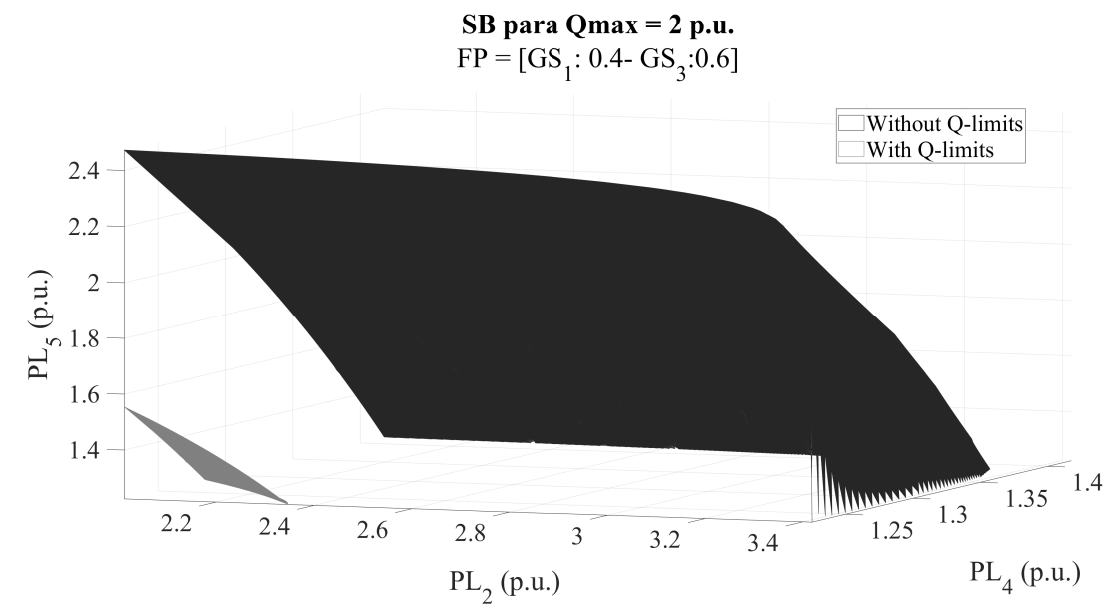 SB para Qmax = 2 p.u.
FP = [GS1: 0.4- GS3:0.6]
Without Q-limits
With Q-limits
2.4
2.2
2
1.8
1.6
1.4
PL5 (p.u.)
2.2
2.4
2.6
2.8
3
3.2
3.4
PL2 (p.u.)
1.25
1.3
1.35
1.4
PL4 (p.u.)